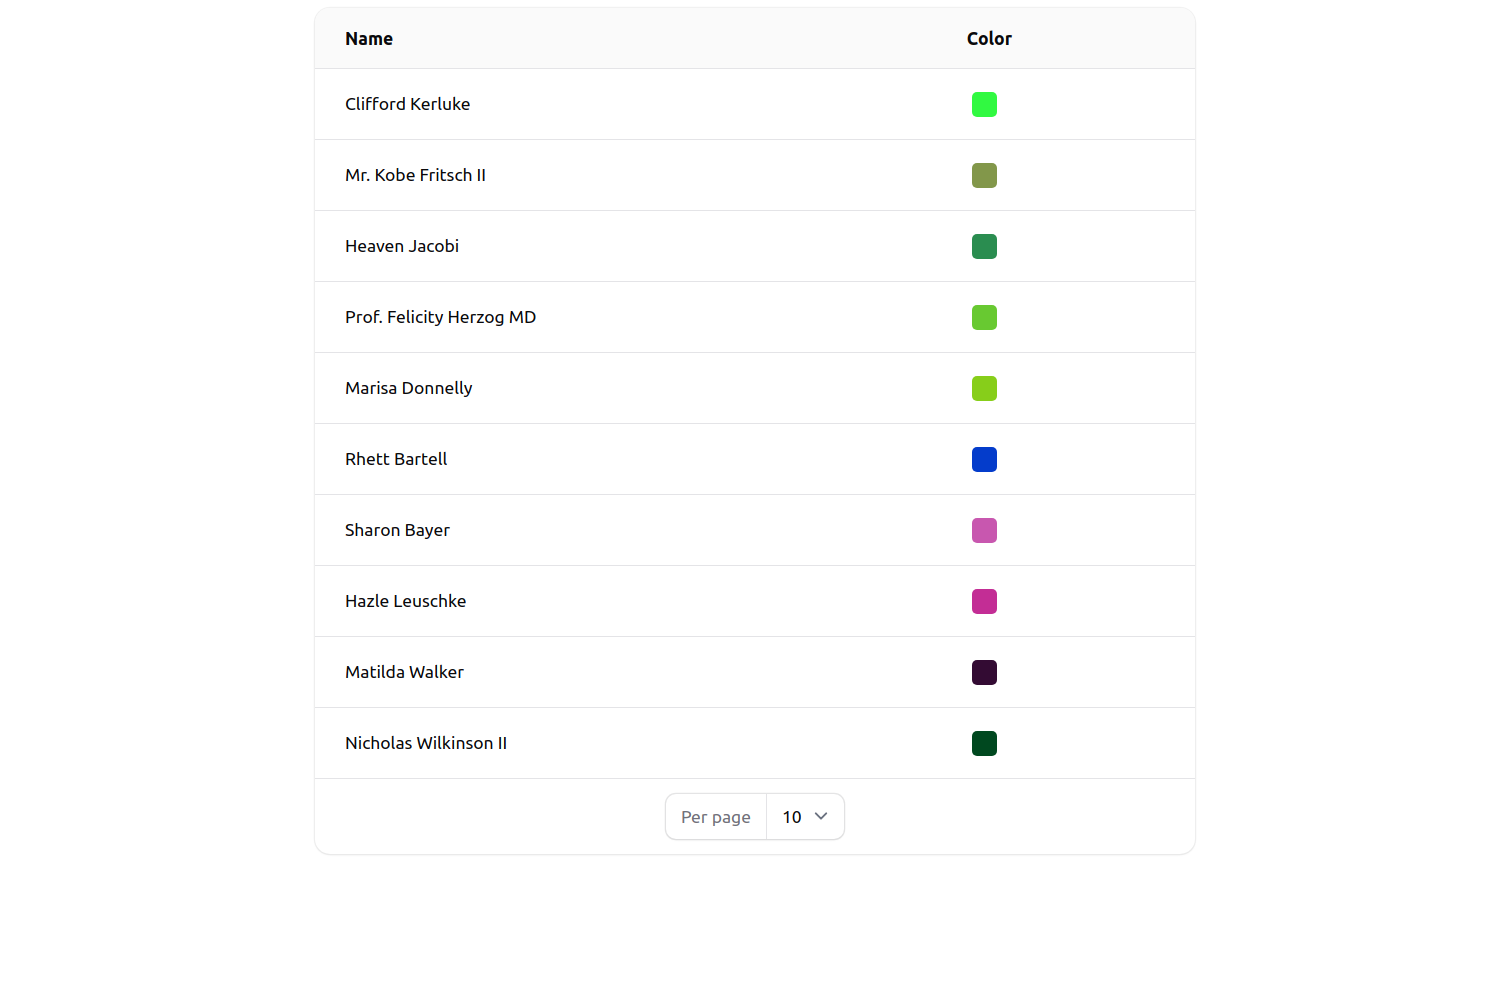 Name Color
Clifford Kerluke
Mr. Kobe Fritsch II
Heaven Jacobi
Prof. Felicity Herzog MD
Marisa Donnelly
Rhett Bartell
Sharon Bayer
Hazle Leuschke
Matilda Walker
Nicholas Wilkinson II
Per page 10